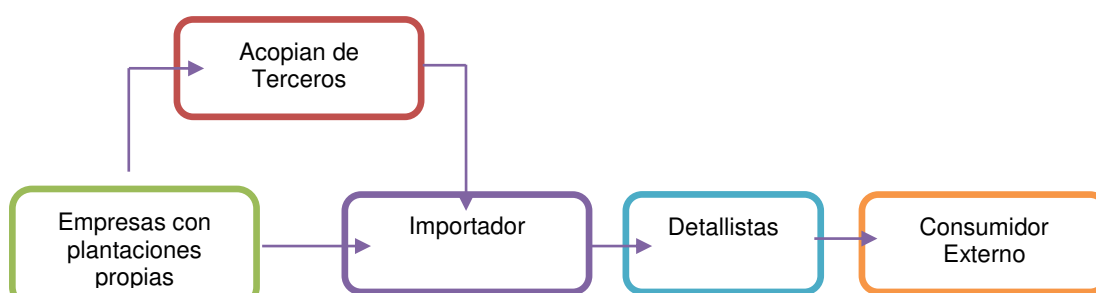 Acopian de
Terceros
Empresas con
plantaciones
propias
Importador
Detallistas
Consumidor
Externo